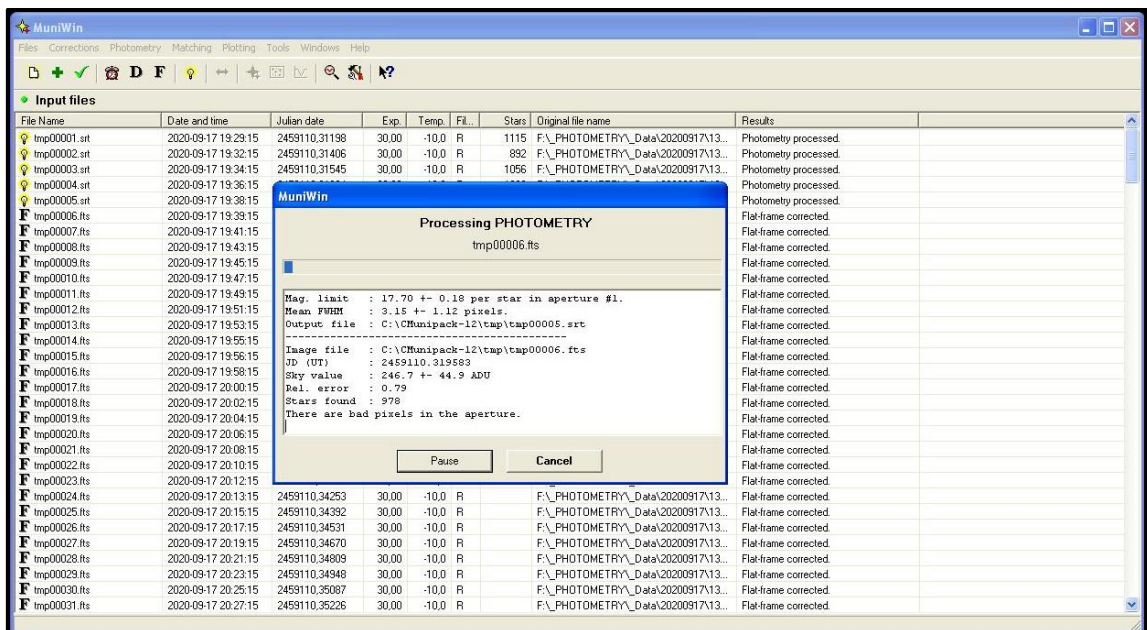 MuniWin
Files Corrections Photometry Matching Plotting Tools Windows Help
D F
Input files
File Name Date and time Julian date Exp. Temp. Fil... Stars Original file name Results
tmp00001.srt 2020-09-17 19:29:15 2459110,31198 30,00 -10,0 R 1115 F:\_PHOTOMETRY\_Data\20200917\13... Photometry processed.
tmp00002.srt 2020-09-17 19:32:15 2459110,31406 30,00 -10,0 R 892 F:\_PHOTOMETRY\_Data\20200917\13... Photometry processed.
tmp00003.srt 2020-09-17 19:34:15 2459110,31545 30,00 -10,0 R 1056 F:\_PHOTOMETRY\_Data\20200917\13... Photometry processed.
tmp00004.srt 2020-09-17 19:36:15 Photometry processed.
tmp00005.srt 2020-09-17 19:38:15 Photometry processed.
F tmp00006.fts 2020-09-17 19:39:15 Flat-frame corrected.
F tmp00007.fts 2020-09-17 19:41:15 Flat-frame corrected.
F tmp00008.fts 2020-09-17 19:43:15 Flat-frame corrected.
F tmp00009.fts 2020-09-17 19:45:15 Flat-frame corrected.
F tmp00010.fts 2020-09-17 19:47:15 Flat-frame corrected.
F tmp00011.fts 2020-09-17 19:49:15 Flat-frame corrected.
F tmp00012.fts 2020-09-17 19:51:15 Flat-frame corrected.
F tmp00013.fts 2020-09-17 19:53:15 Flat-frame corrected.
F tmp00014.fts 2020-09-17 19:55:15 Flat-frame corrected.
F tmp00015.fts 2020-09-17 19:56:15 Flat-frame corrected.
F tmp00016.fts 2020-09-17 19:58:15 Flat-frame corrected.
F tmp00017.fts 2020-09-17 20:00:15 Flat-frame corrected.
F tmp00018.fts 2020-09-17 20:02:15 Flat-frame corrected.
F tmp00019.fts 2020-09-17 20:04:15 Flat-frame corrected.
F tmp00020.fts 2020-09-17 20:06:15 Flat-frame corrected.
F tmp00021.fts 2020-09-17 20:08:15 Flat-frame corrected.
F tmp00022.fts 2020-09-17 20:10:15 Flat-frame corrected.
F tmp00023.fts 2020-09-17 20:12:15 Flat-frame corrected.
F tmp00024.fts 2020-09-17 20:13:15 2459110,34253 30,00 -10,0 R F:\_PHOTOMETRY\_Data\20200917\13... Flat-frame corrected.
F tmp00025.fts 2020-09-17 20:15:15 2459110,34392 30,00 -10,0 R F:\_PHOTOMETRY\_Data\20200917\13... Flat-frame corrected.
F tmp00026.fts 2020-09-17 20:17:15 2459110,34531 30,00 -10,0 R F:\_PHOTOMETRY\_Data\20200917\13... Flat-frame corrected.
F tmp00027.fts 2020-09-17 20:19:15 2459110,34670 30,00 -10,0 R F:\_PHOTOMETRY\_Data\20200917\13... Flat-frame corrected.
F tmp00028.fts 2020-09-17 20:21:15 2459110,34809 30,00 -10,0 R F:\_PHOTOMETRY\_Data\20200917\13... Flat-frame corrected.
F tmp00029.fts 2020-09-17 20:23:15 2459110,34948 30,00 -10,0 R F:\_PHOTOMETRY\_Data\20200917\13... Flat-frame corrected.
F tmp00030.fts 2020-09-17 20:25:15 2459110,35087 30,00 -10,0 R F:\_PHOTOMETRY\_Data\20200917\13... Flat-frame corrected.
F tmp00031.fts 2020-09-17 20:27:15 2459110,35226 30,00 -10,0 R F:\_PHOTOMETRY\_Data\20200917\13... Flat-frame corrected.
MuniWin
Processing PHOTOMETRY
tmp00006.fts
Mag. limit : 17.70 +- 0.18 per star in aperture #1.
Mean FWHM : 3.15 +- 1.12 pixels.
Output file : C:\CMunipack-12\tmp\tmp00005.srt
--------------------------------------------
Image file : C:\CMunipack-12\tmp\tmp00006.fts
JD (UT) : 2459110.319583
Sky value : 246.7 +- 44.9 ADU
Rel. error : 0.79
Stars found : 978
There are bad pixels in the aperture.
Pause Cancel